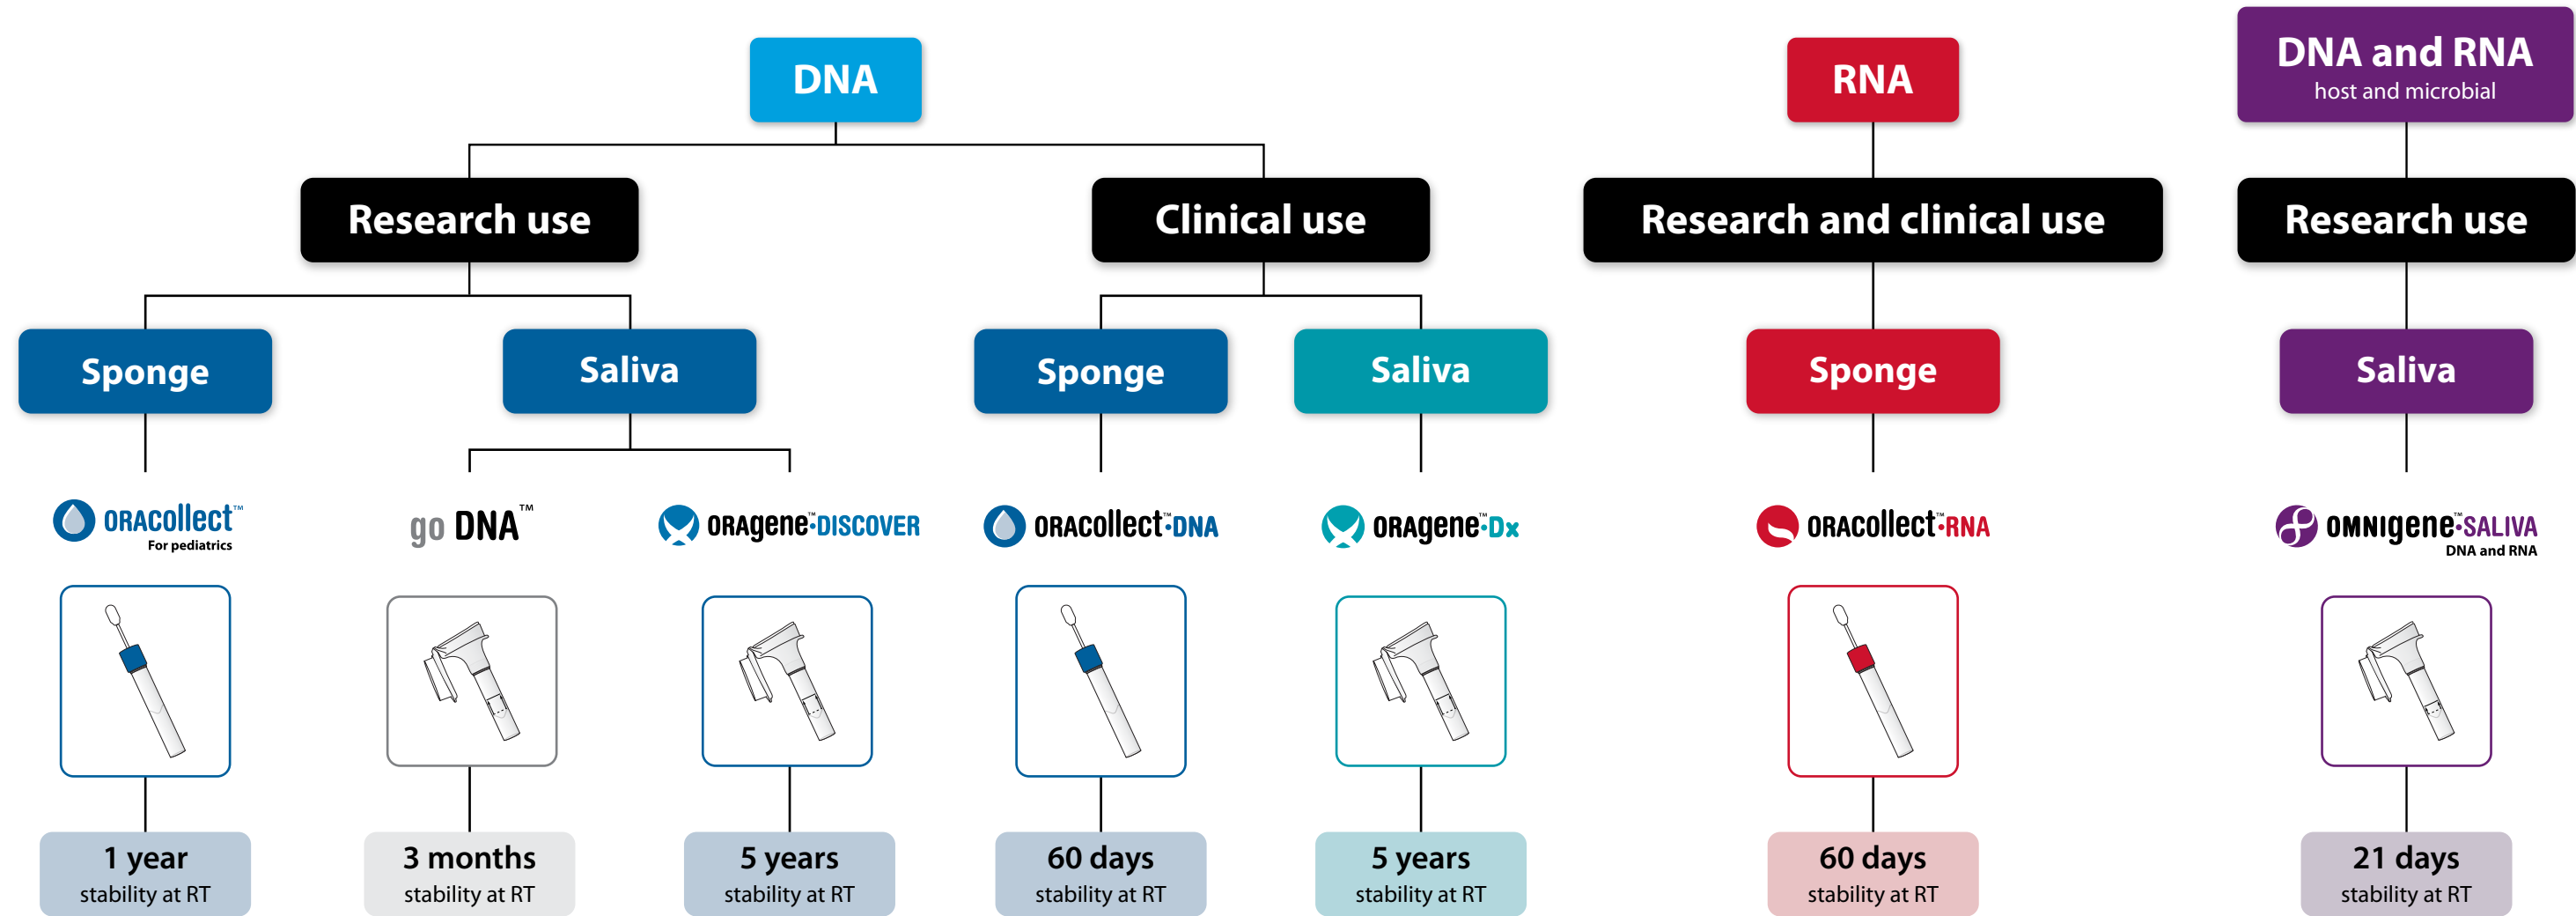 DNA
RNA
DNA and RNA
host and microbial
Research use
Clinical use
Research and clinical use
Research use
Sponge
Saliva
Sponge
Saliva
Sponge
Saliva
ORAcollect™
For pediatrics
go DNA™
ORAgene™•DISCOVER
ORAcollect™•DNA
ORAgene™•Dx
ORAcollect™•RNA
OMNIgene™•SALIVA
DNA and RNA
1 year
stability at RT
3 months
stability at RT
5 years
stability at RT
60 days
stability at RT
5 years
stability at RT
60 days
stability at RT
21 days
stability at RT